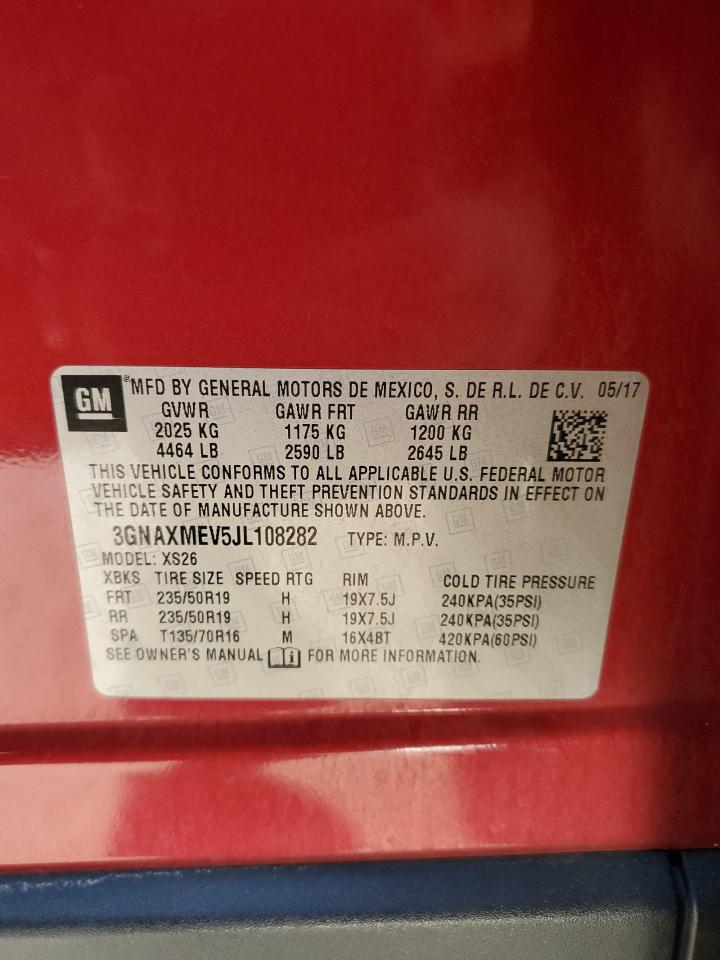 GM ®MFD BY GENERAL MOTORS DE MEXICO, S. DE R.L. DE C.V. 05/17
GVWR GAWR FRT GAWR RR
2025 KG 1175 KG 1200 KG
4464 LB 2590 LB 2645 LB
THIS VEHICLE CONFORMS TO ALL APPLICABLE U.S. FEDERAL MOTOR
VEHICLE SAFETY AND THEFT PREVENTION STANDARDS IN EFFECT ON
THE DATE OF MANUFACTURE SHOWN ABOVE.
3GNAXMEV5JL108282 TYPE: M.P.V.
MODEL: XS26
XBKS TIRE SIZE SPEED RTG RIM COLD TIRE PRESSURE
FRT 235/50R19 H 19X7.5J 240KPA(35PSI)
RR 235/50R19 H 19X7.5J 240KPA(35PSI)
SPA T135/70R16 M 16X4BT 420KPA(60PSI)
SEE OWNER'S MANUAL i FOR MORE INFORMATION.